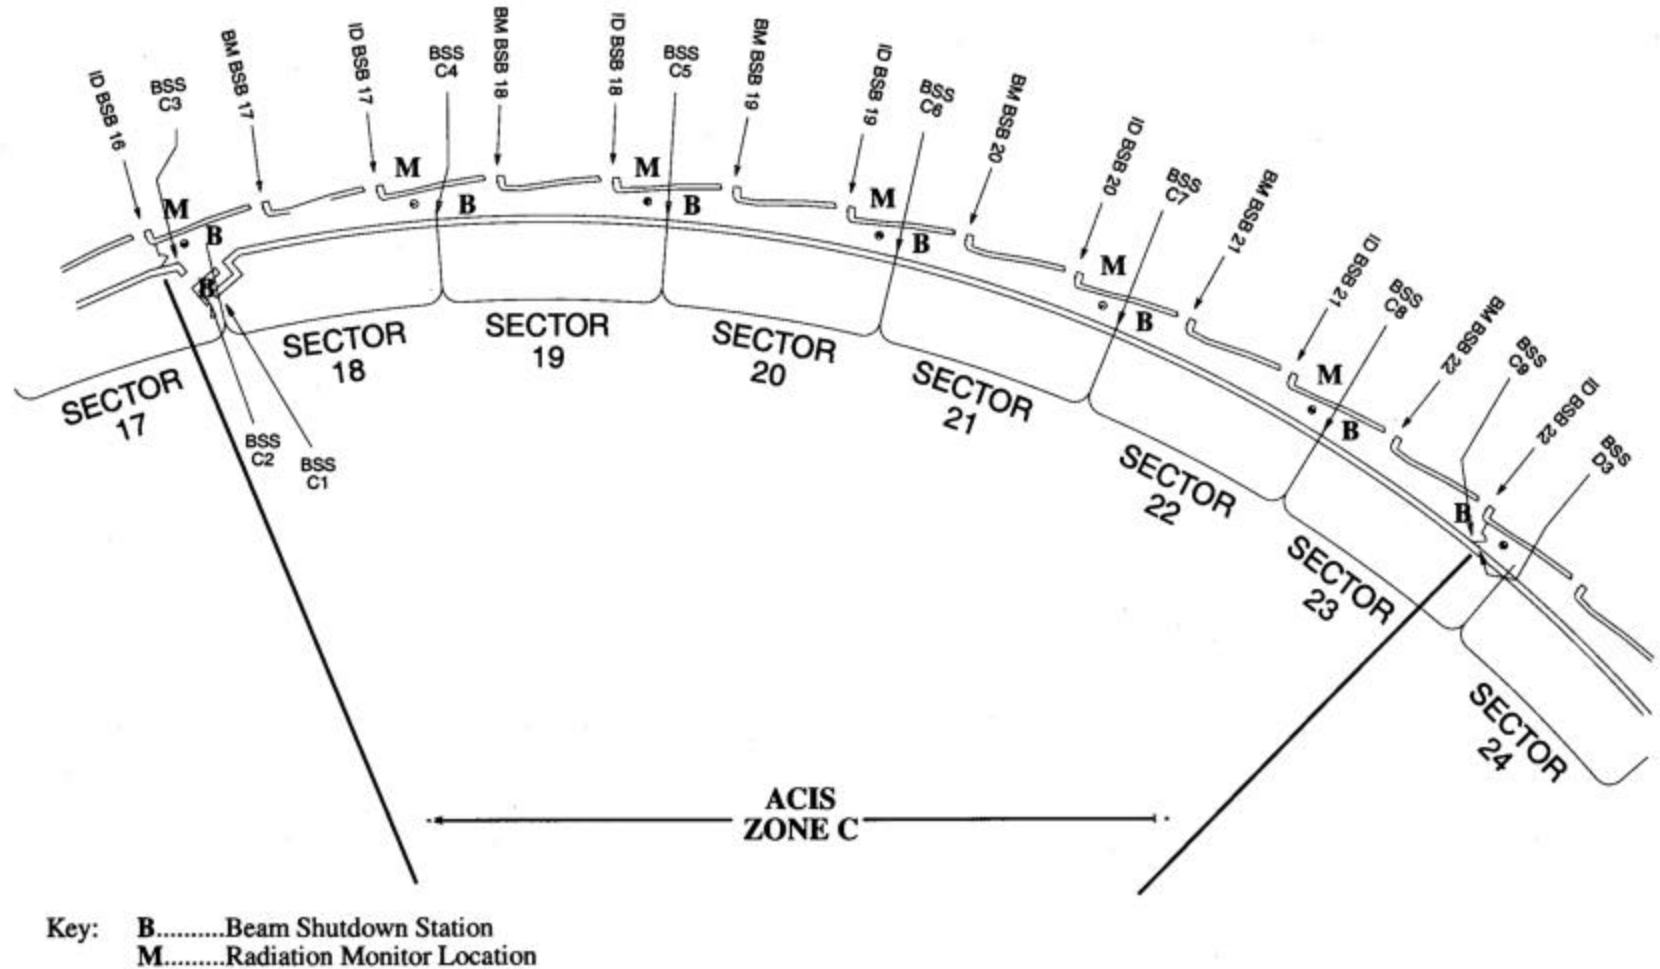 ID BSB 16
BSS
C3
BM BSB 17
ID BSB 17
BSS
C4
BM BSB 18
ID BSB 18
BSS
C5
BM BSB 19
ID BSB 19
BSS
C6
BM BSB 20
ID BSB 20
BSS
C7
BM BSB 21
ID BSB 21
BSS
C8
BM BSB 22
BSS
C9
ID BSB 22
BSS
D3
M
B
B
M
B
M
B
M
B
M
B
M
B
B
SECTOR
17
SECTOR
18
SECTOR
19
SECTOR
20
SECTOR
21
SECTOR
22
SECTOR
23
SECTOR
24
BSS
C2
BSS
C1
ACIS
ZONE C
Key: B..........Beam Shutdown Station
M.........Radiation Monitor Location